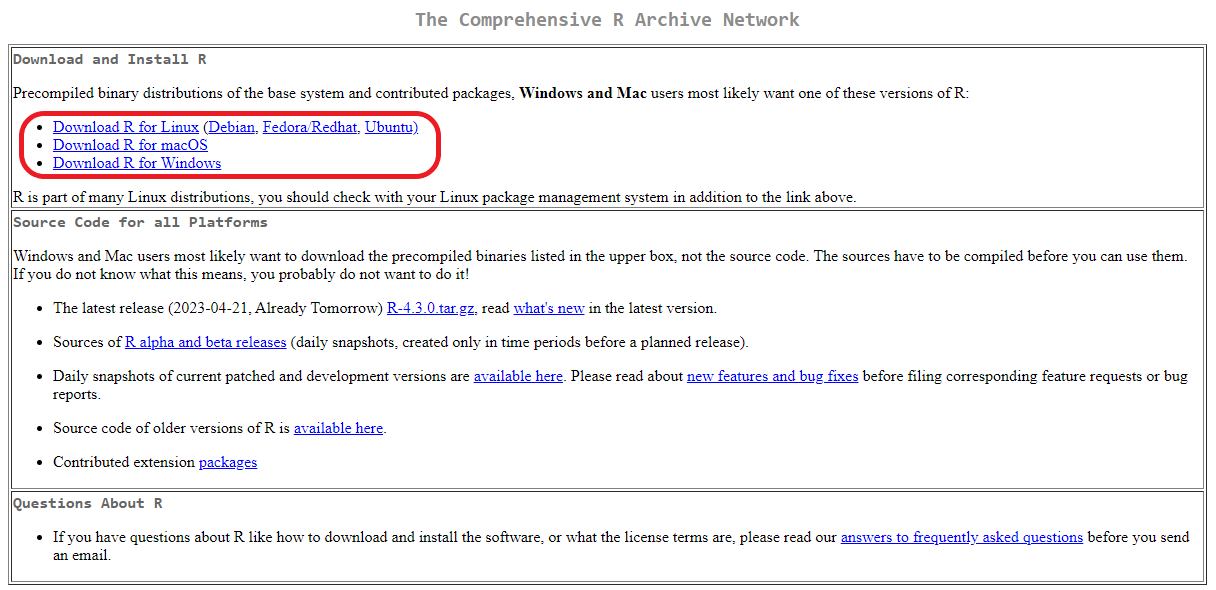 The Comprehensive R Archive Network
Download and Install R
Precompiled binary distributions of the base system and contributed packages, Windows and Mac users most likely want one of these versions of R:
Download R for Linux (Debian, Fedora/Redhat, Ubuntu)
Download R for macOS
Download R for Windows
R is part of many Linux distributions, you should check with your Linux package management system in addition to the link above.
Source Code for all Platforms
Windows and Mac users most likely want to download the precompiled binaries listed in the upper box, not the source code. The sources have to be compiled before you can use them.
If you do not know what this means, you probably do not want to do it!
The latest release (2023-04-21, Already Tomorrow) R-4.3.0.tar.gz, read what's new in the latest version.
Sources of R alpha and beta releases (daily snapshots, created only in time periods before a planned release).
Daily snapshots of current patched and development versions are available here. Please read about new features and bug fixes before filing corresponding feature requests or bug
reports.
Source code of older versions of R is available here.
Contributed extension packages
Questions About R
If you have questions about R like how to download and install the software, or what the license terms are, please read our answers to frequently asked questions before you send
an email.